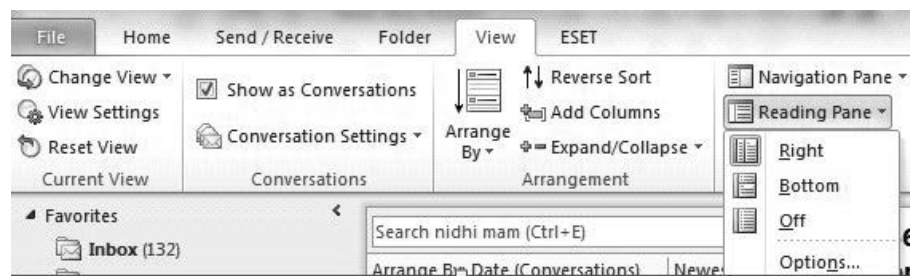 File Home Send / Receive Folder View ESET
Change View
Show as Conversations
Reverse Sort
Navigation Pane
View Settings
Add Columns
Reading Pane
Conversation Settings
Arrange By
Reset View
Expand/Collapse
Right
Current View
Conversations
Arrangement
Bottom
Favorites
Off
Inbox (132)
Search nidhi mam (Ctrl+E)
Options...
Arrange By: Date (Conversations)